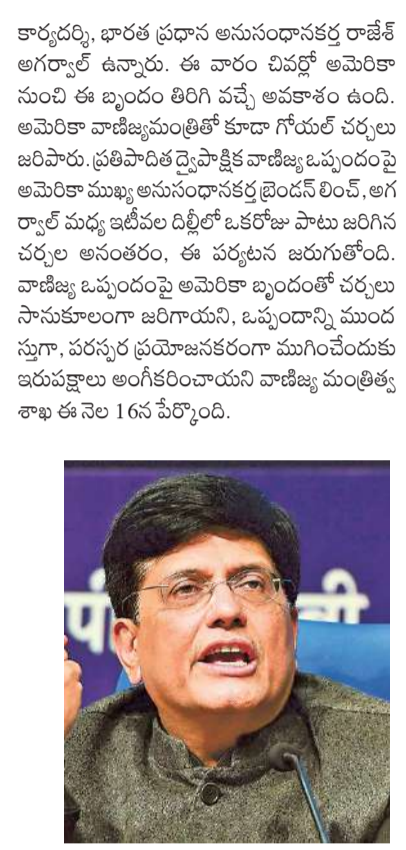 కార్యదర్శి, భారత ప్రధాన అనుసంధానకర్త రాజేశ్
అగర్వాల్ ఉన్నారు. ఈ వారం చివర్లో అమెరికా
నుంచి ఈ బృందం తిరిగి వచ్చే అవకాశం ఉంది.
అమెరికా వాణిజ్యమంత్రితో కూడా గోయల్ చర్చలు
జరిపారు. ప్రతిపాదిత ద్వైపాక్షిక వాణిజ్య ఒప్పందంపై
అమెరికా ముఖ్య అనుసంధానకర్త బ్రెండన్ లించ్, అగ
ర్వాల్ మధ్య ఇటీవల దిల్లీలో ఒకరోజు పాటు జరిగిన
చర్చల అనంతరం, ఈ పర్యటన జరుగుతోంది.
వాణిజ్య ఒప్పందంపై అమెరికా బృందంతో చర్చలు
సానుకూలంగా జరిగాయని, ఒప్పందాన్ని ముంద
స్తుగా, పరస్పర ప్రయోజనకరంగా ముగించేందుకు
ఇరుపక్షాలు అంగీకరించాయని వాణిజ్య మంత్రిత్వ
శాఖ ఈ నెల 16న పేర్కొంది.